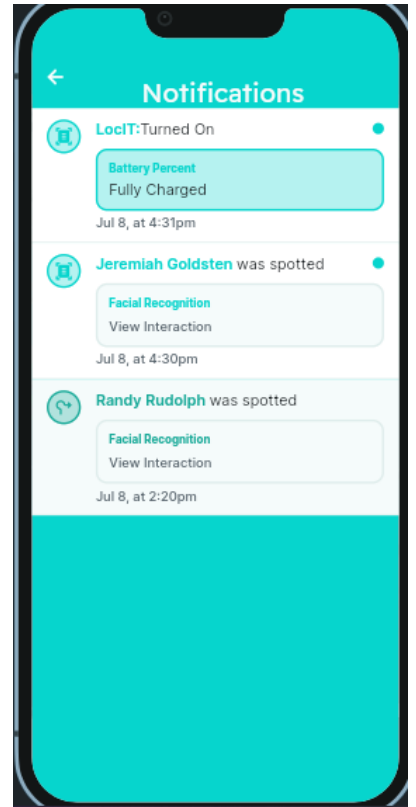 Notifications
LocIT:Turned On
Battery Percent
Fully Charged
Jul 8, at 4:31pm
Jeremiah Goldsten was spotted
Facial Recognition
View Interaction
Jul 8, at 4:30pm
Randy Rudolph was spotted
Facial Recognition
View Interaction
Jul 8, at 2:20pm